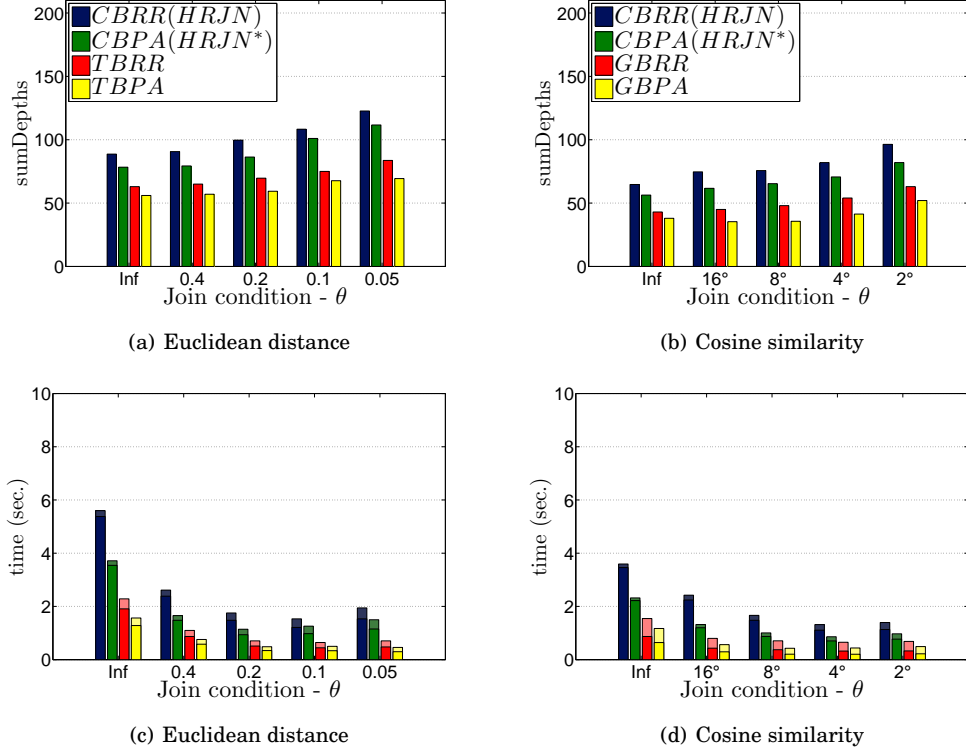 200
150
100
50
0
sumDepths
CBRR(HRJN)
CBPA(HRJN*)
TBRR
TBPA
Inf 0.4 0.2 0.1 0.05
Join condition - θ
(a) Euclidean distance
200
150
100
50
0
sumDepths
CBRR(HRJN)
CBPA(HRJN*)
GBRR
GBPA
Inf 16° 8° 4° 2°
Join condition - θ
(b) Cosine similarity
10
8
6
4
2
0
time (sec.)
Inf 0.4 0.2 0.1 0.05
Join condition - θ
(c) Euclidean distance
10
8
6
4
2
0
time (sec.)
Inf 16° 8° 4° 2°
Join condition - θ
(d) Cosine similarity